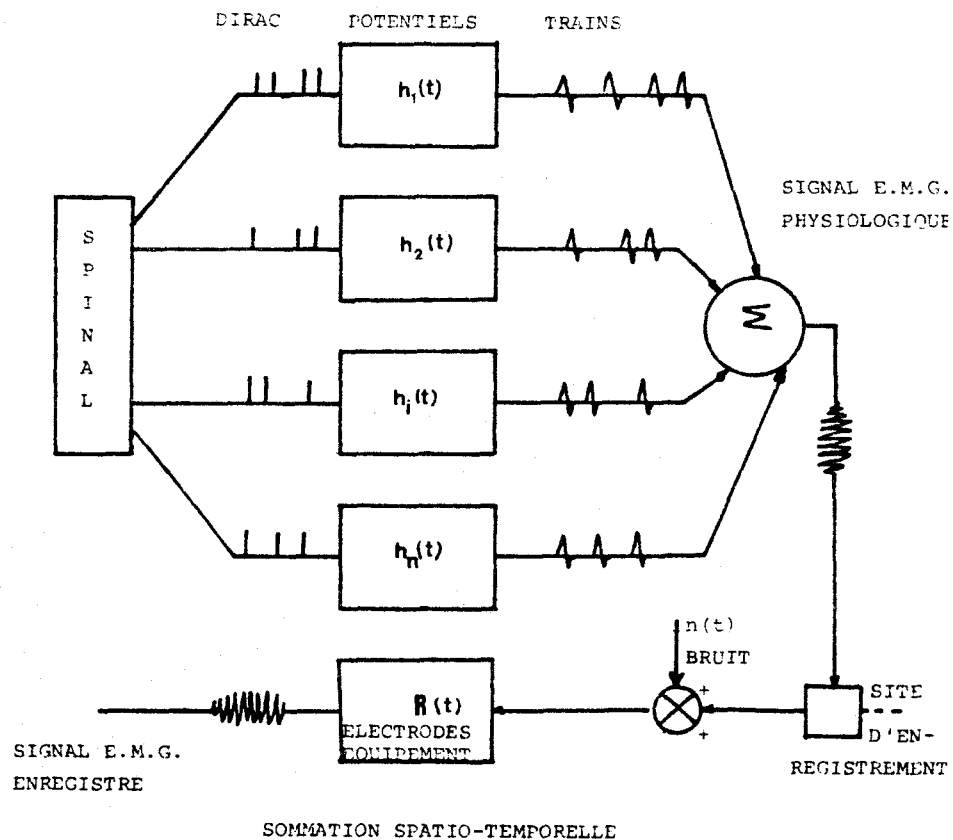 DIRAC POTENTIELS TRAINS
h₁(t)
SIGNAL E.M.G.
PHYSIOLOGIQUE
SPINAL
h₂(t)
Σ
hᵢ(t)
hₙ(t)
n(t)
BRUIT
+
+
R(t)
ELECTRODES
EQUIPEMENT
SITE
D'EN-
REGISTREMENT
SIGNAL E.M.G.
ENREGISTRE
SOMMATION SPATIO-TEMPORELLE